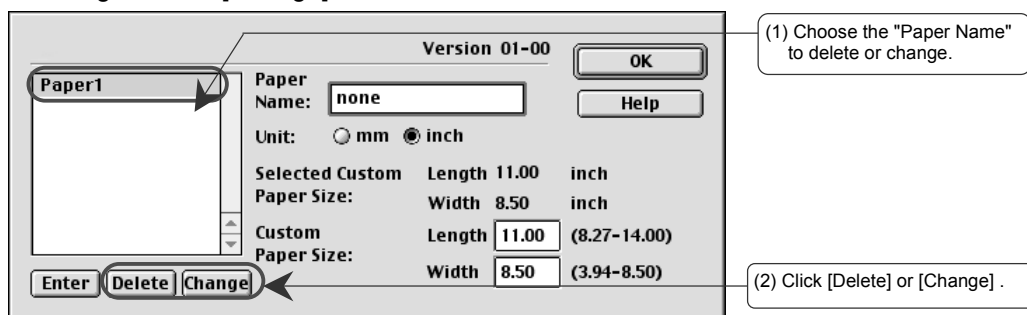 Version 01-00
OK
(1) Choose the "Paper Name"
to delete or change.
Paper1
Paper
Name: none
Help
Unit: mm inch
Selected Custom Length 11.00 inch
Paper Size: Width 8.50 inch
Custom Length 11.00 (8.27-14.00)
Paper Size: Width 8.50 (3.94-8.50)
Enter Delete Change
(2) Click [Delete] or [Change] .